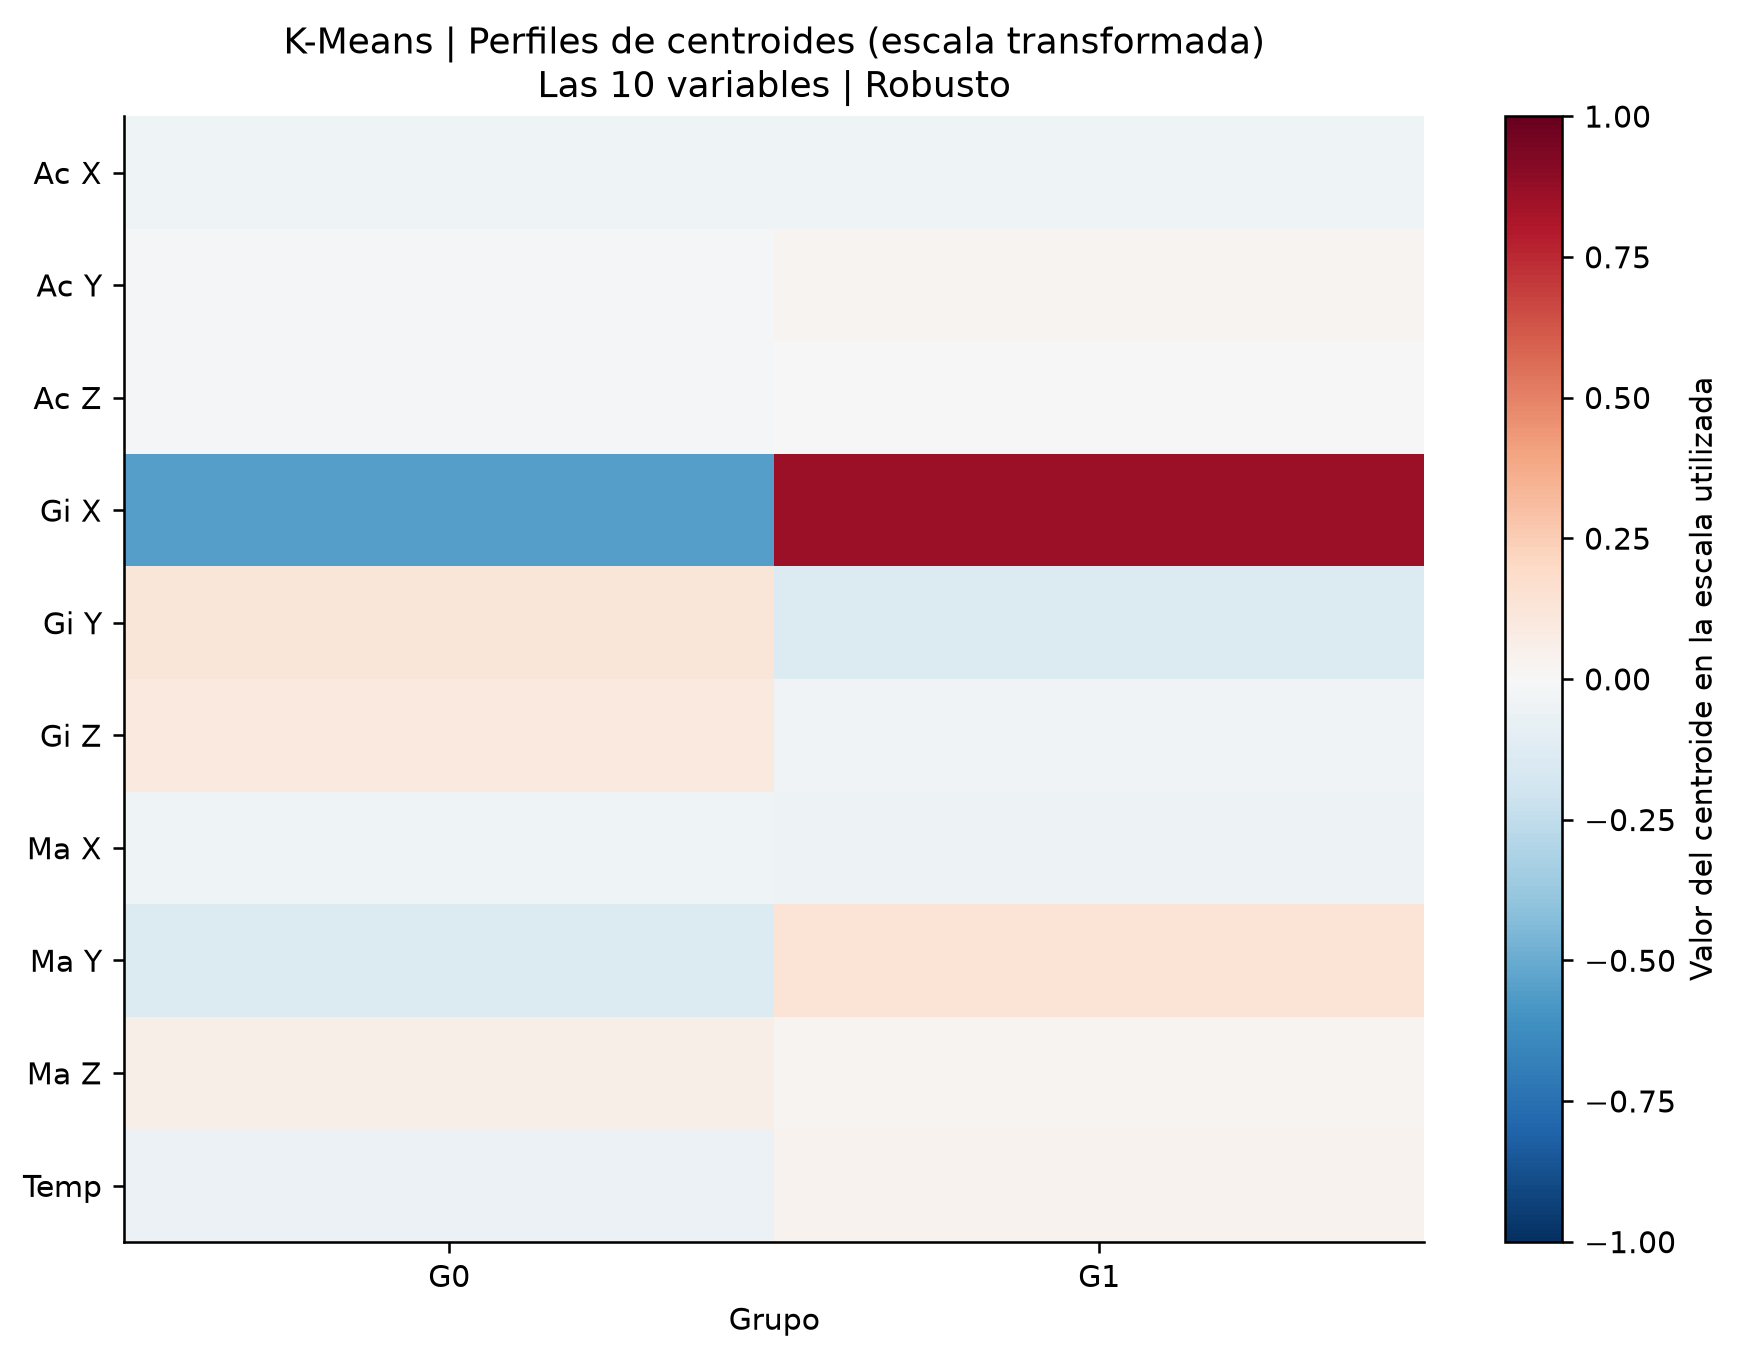 K-Means | Perfiles de centroides (escala transformada)
Las 10 variables | Robusto
Ac X
Ac Y
Ac Z
Gi X
Gi Y
Gi Z
Ma X
Ma Y
Ma Z
Temp
G0
G1
Grupo
1.00
0.75
0.50
0.25
0.00
−0.25
−0.50
−0.75
−1.00
Valor del centroide en la escala utilizada